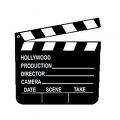 HOLLYWOOD
PRODUCTION
DIRECTOR
CAMERA
DATE SCENE TAKE